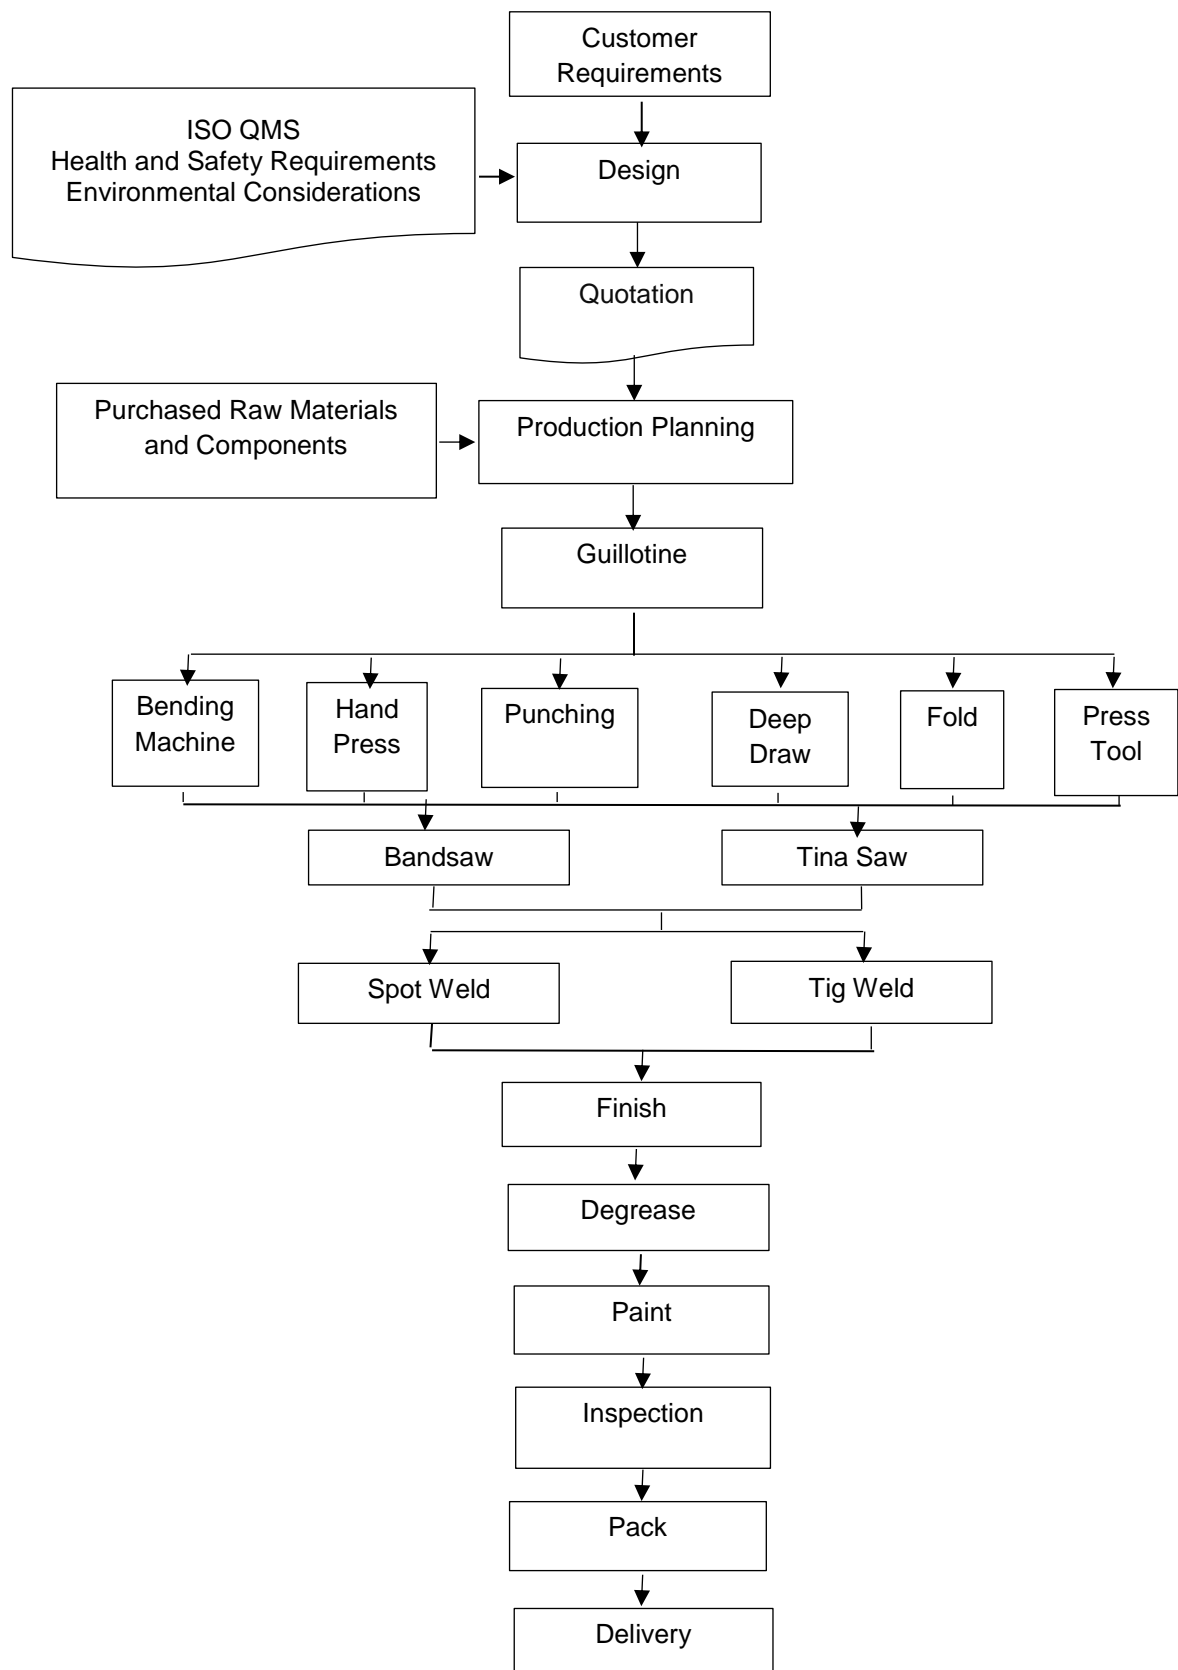 Customer
Requirements
ISO QMS
Health and Safety Requirements
Environmental Considerations
Design
Quotation
Purchased Raw Materials
and Components
Production Planning
Guillotine
Bending
Machine
Hand
Press
Punching
Deep
Draw
Fold
Press
Tool
Bandsaw
Tina Saw
Spot Weld
Tig Weld
Finish
Degrease
Paint
Inspection
Pack
Delivery